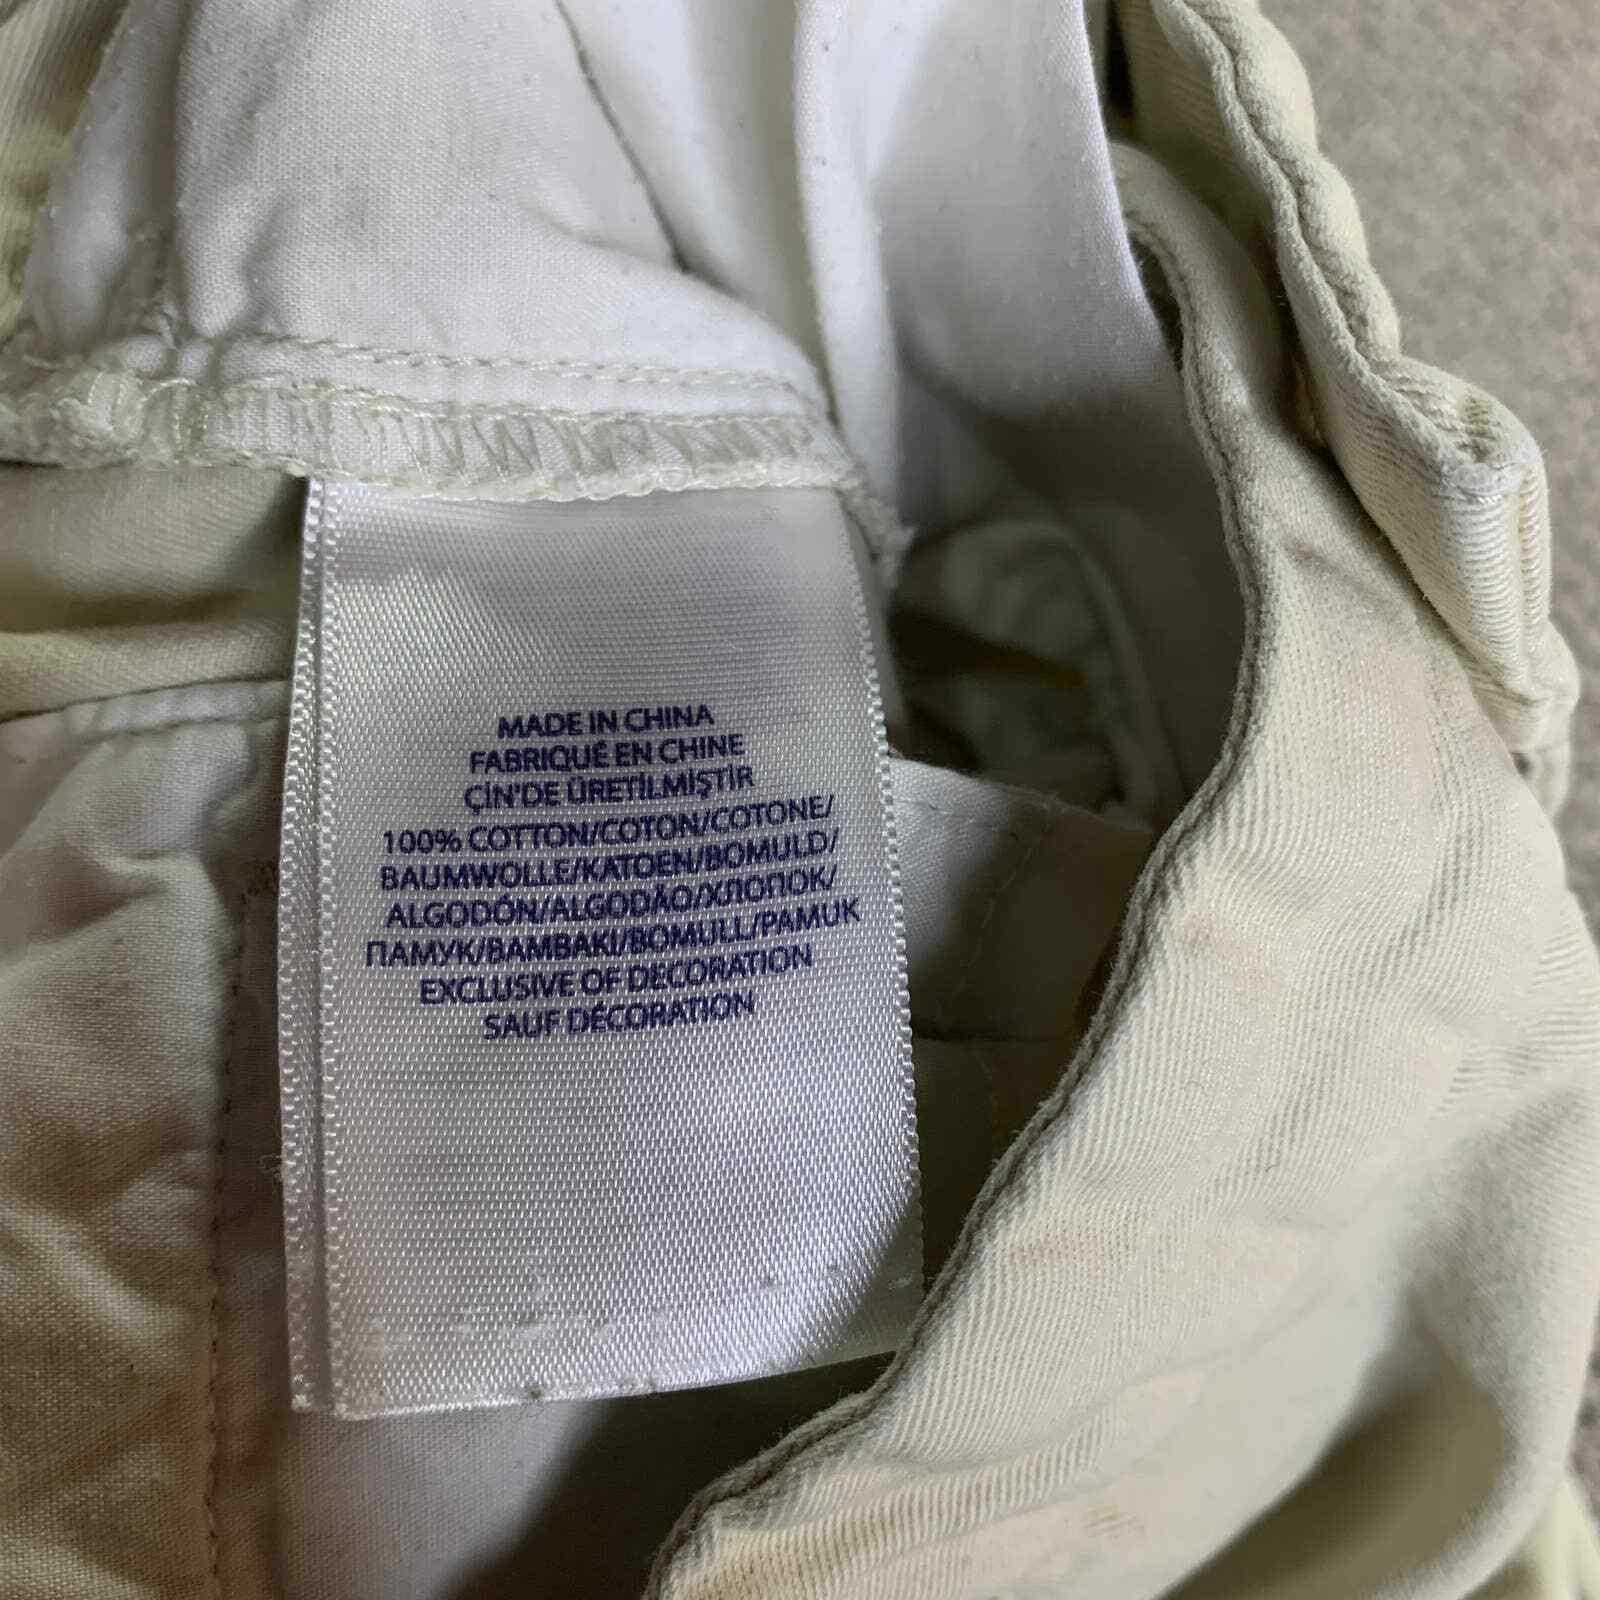 MADE IN CHINA
FABRIQUÉ EN CHINE
ÇİN'DE ÜRETİLMİŞTİR
100% COTTON/COTON/COTONE/
BAUMWOLLE/KATOEN/BOMULD/
ALGODÓN/ALGODÃO/ХЛОПОК/
ПАМУК/BAMBAKI/BOMULL/PAMUK
EXCLUSIVE OF DECORATION
SAUF DÉCORATION